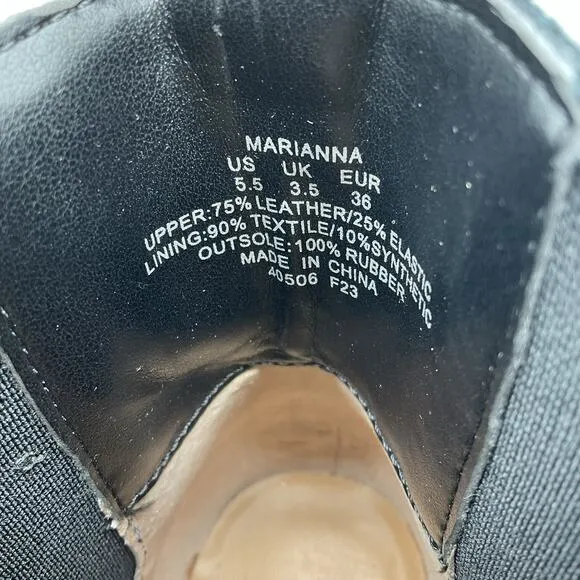 MARIANNA
US UK EUR
5.5 3.5 36
UPPER:75% LEATHER/25% ELASTIC
LINING:90% TEXTILE/10%SYNTHETIC
OUTSOLE:100% RUBBER
MADE IN CHINA
40506 F23